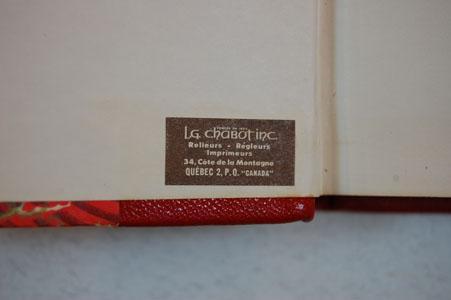 L.G. CHABOT INC.
Relieurs - Régleurs
Imprimeurs
34, Côte de la Montagne
QUÉBEC 2, P.Q. "CANADA"